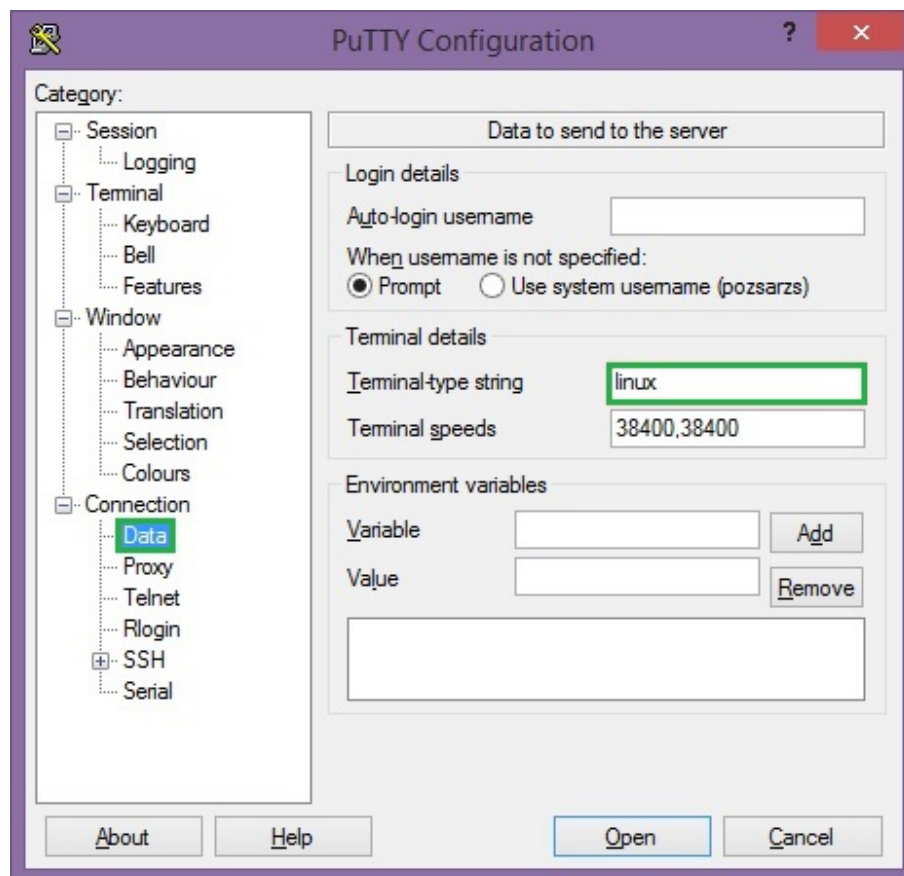 PuTTY Configuration
?
×
Category:
Session
Logging
Terminal
Keyboard
Bell
Features
Window
Appearance
Behaviour
Translation
Selection
Colours
Connection
Data
Proxy
Telnet
Rlogin
SSH
Serial
Data to send to the server
Login details
Auto-login username
When username is not specified:
Prompt Use system username (pozsarzs)
Terminal details
Terminal-type string linux
Terminal speeds 38400,38400
Environment variables
Variable Add
Value Remove
About Help Open Cancel